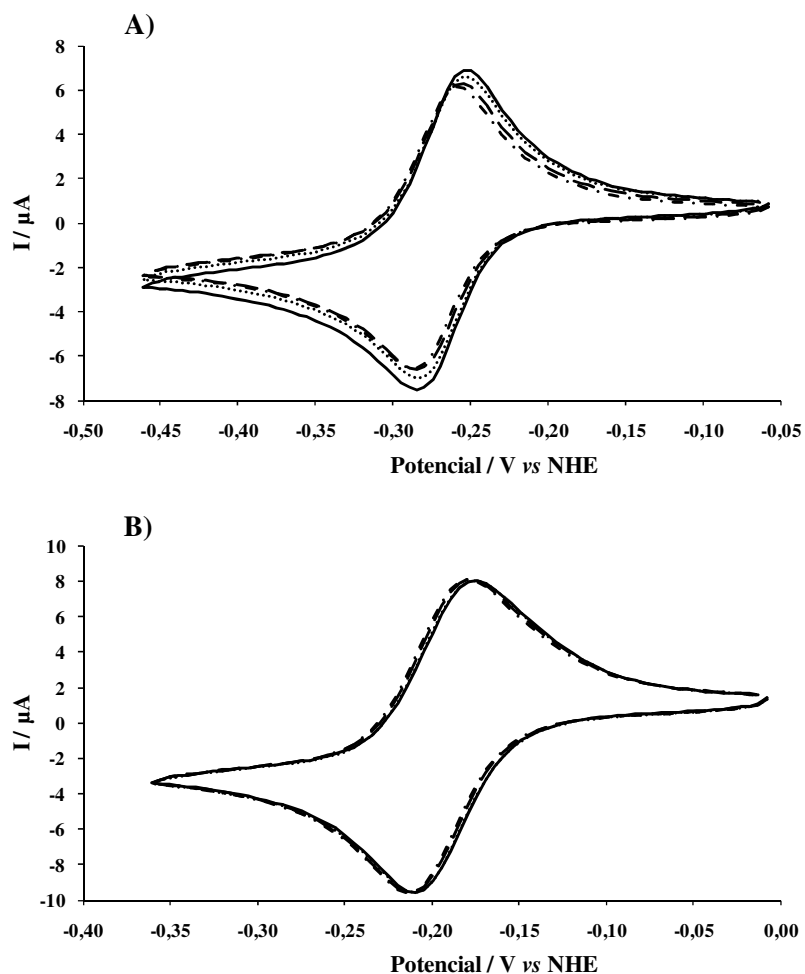 A)
8
6
4
2
0
-2
-4
-6
-8
I / µA
-0,50 -0,45 -0,40 -0,35 -0,30 -0,25 -0,20 -0,15 -0,10 -0,05
Potencial / V vs NHE
B)
10
8
6
4
2
0
-2
-4
-6
-8
-10
I / µA
-0,40 -0,35 -0,30 -0,25 -0,20 -0,15 -0,10 -0,05 0,00
Potencial / V vs NHE